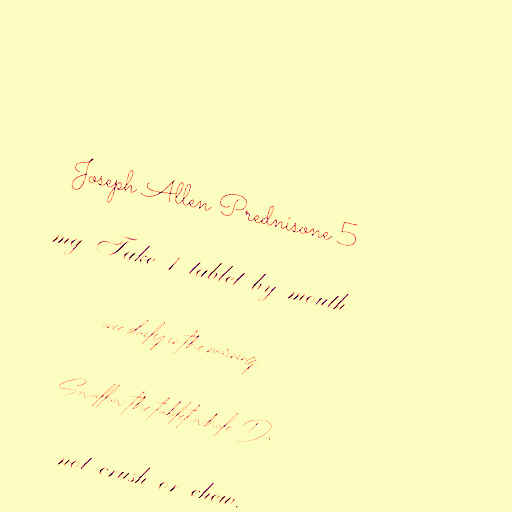 Joseph Allen Prednisone 5
mg Take 1 tablet by mouth
once daily in the morning
Swallow the tablet whole Do
not crush or chew.